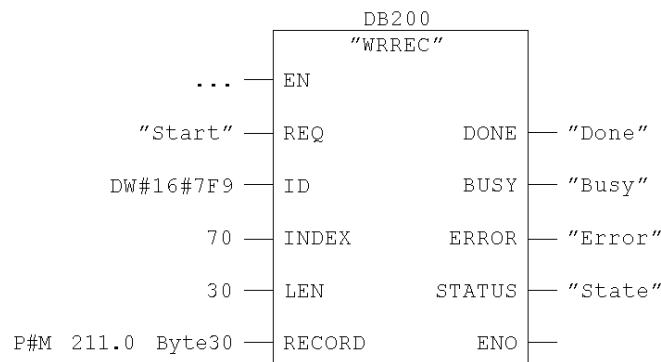 DB200
"WRREC"
... EN
"Start" REQ DONE "Done"
DW#16#7F9 ID BUSY "Busy"
70 INDEX ERROR "Error"
30 LEN STATUS "State"
P#M 211.0 Byte30 RECORD ENO